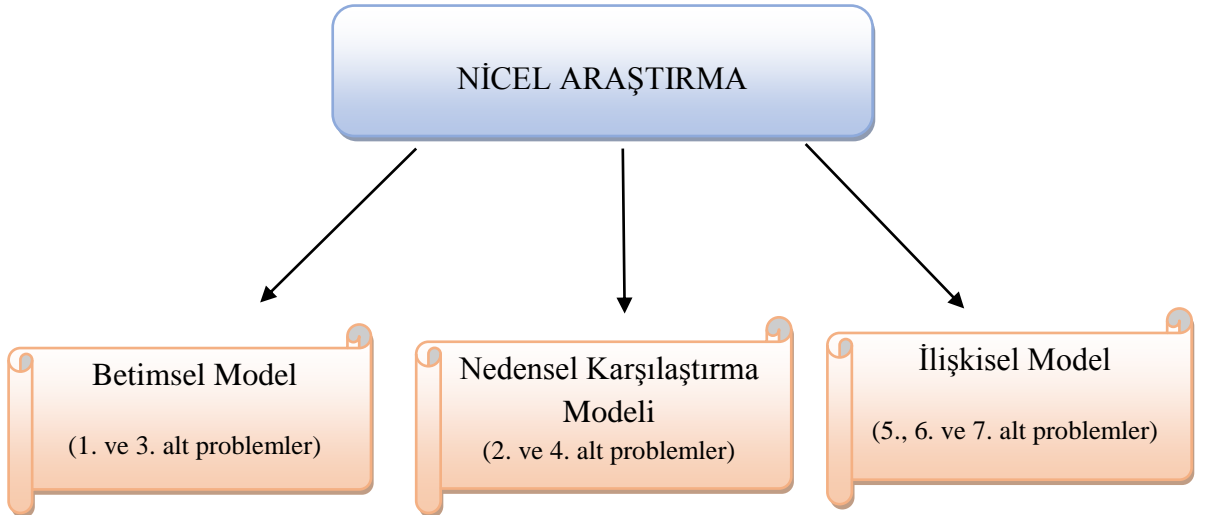 NİCEL ARAŞTIRMA
Betimsel Model
(1. ve 3. alt problemler)
Nedensel Karşılaştırma
Modeli
(2. ve 4. alt problemler)
İlişkisel Model
(5., 6. ve 7. alt problemler)